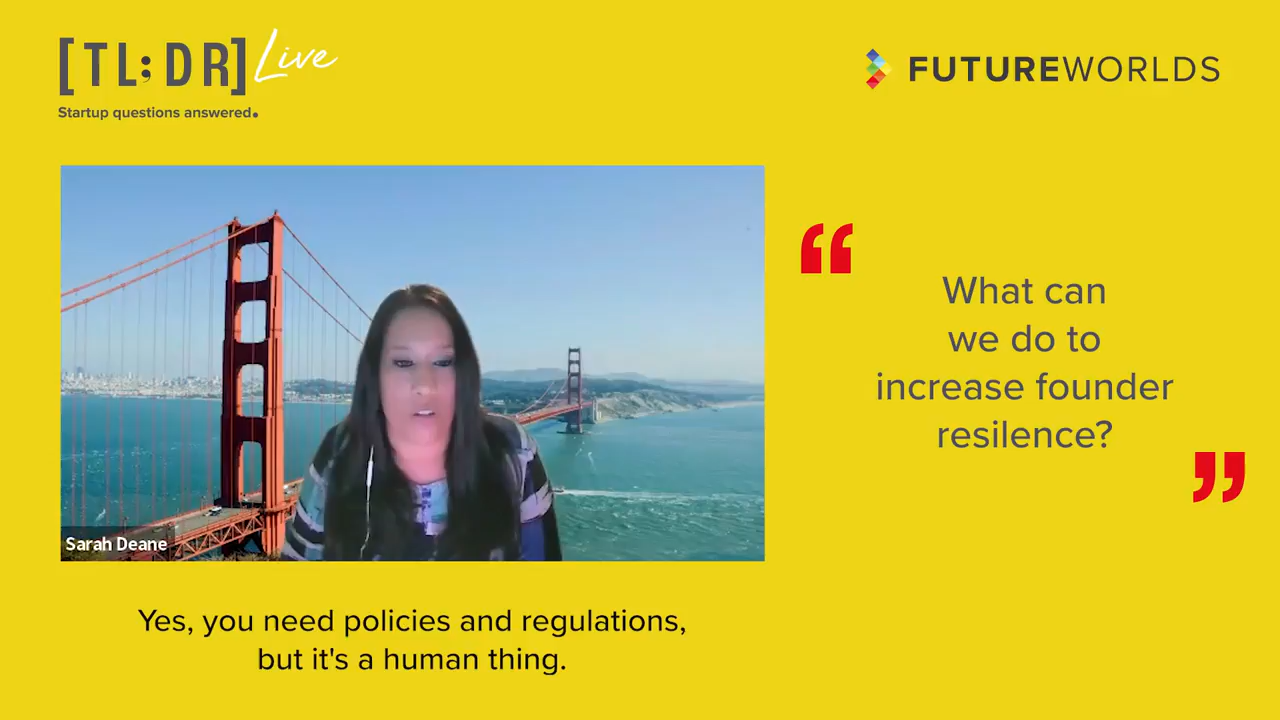 [TL;DR] Live
Startup questions answered.
FUTUREWORLDS
“
What can
we do to
increase founder
resilence?
”
Sarah Deane
Yes, you need policies and regulations,
but it's a human thing.